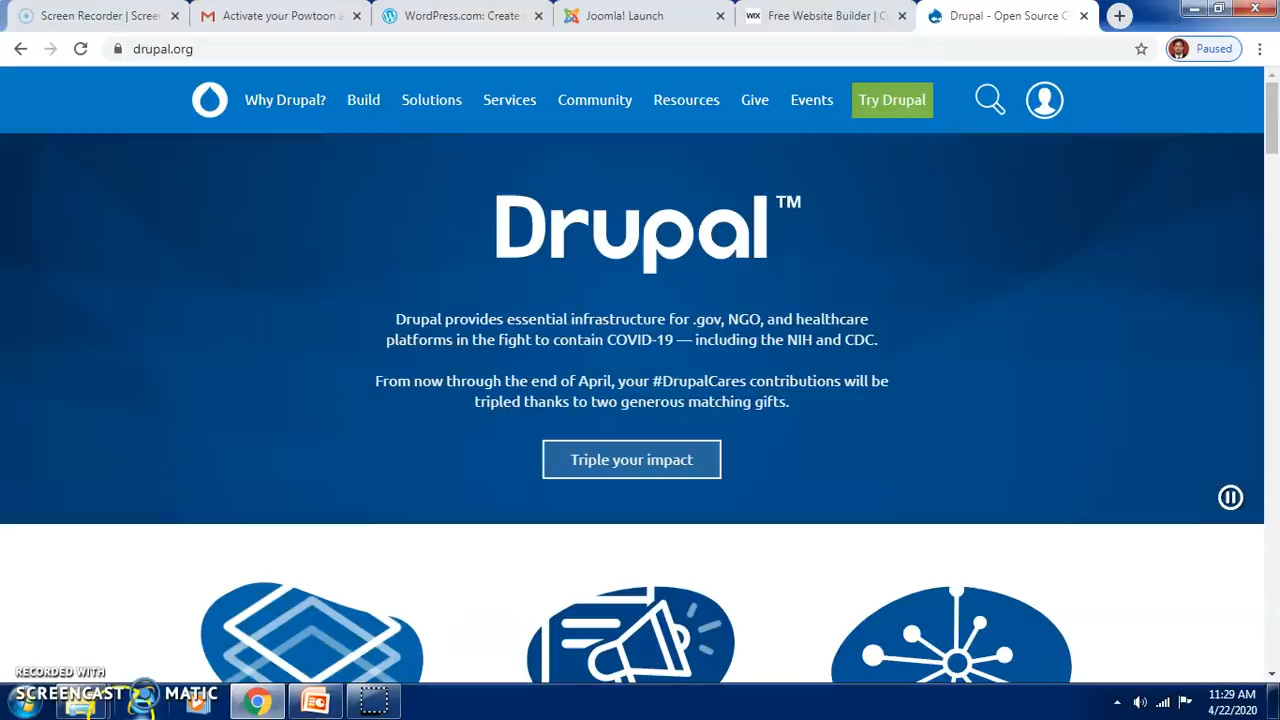 Screen Recorder | Screen
Activate your Powtoon a
WordPress.com: Create
Joomla! Launch
WIX Free Website Builder | C
Drupal - Open Source C
drupal.org
Paused
Why Drupal?
Build
Solutions
Services
Community
Resources
Give
Events
Try Drupal
Drupal™
Drupal provides essential infrastructure for .gov, NGO, and healthcare
platforms in the fight to contain COVID-19 — including the NIH and CDC.
From now through the end of April, your #DrupalCares contributions will be
tripled thanks to two generous matching gifts.
Triple your impact
RECORDED WITH
SCREENCAST MATIC
11:29 AM
4/22/2020